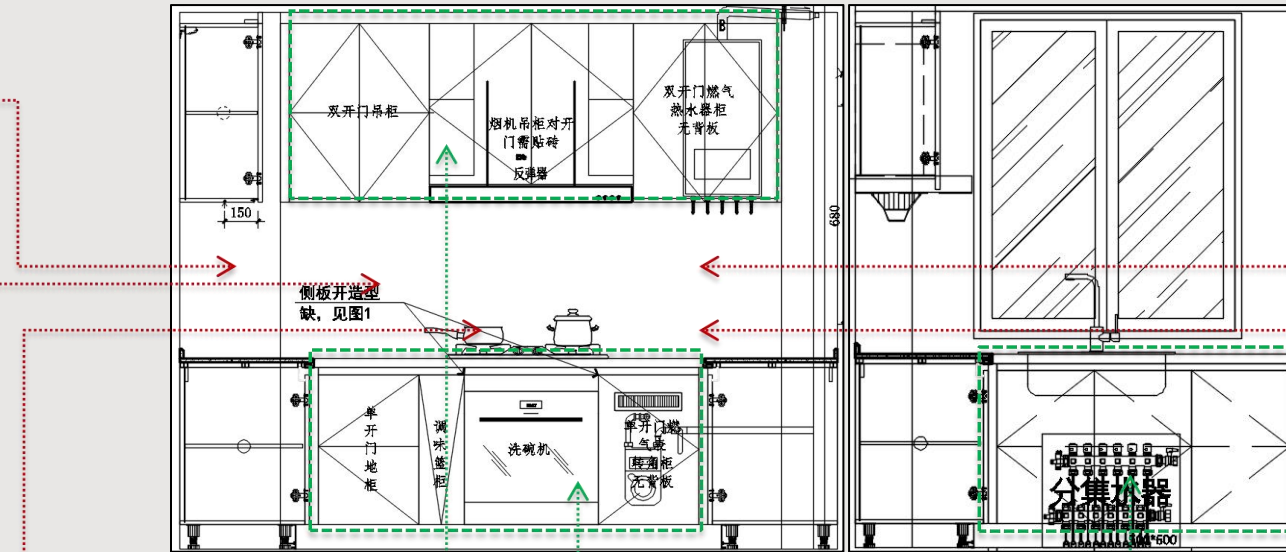 B
双开门吊柜
烟机吊柜对开
门需贴砖
反弹器
双开门燃气
热水器柜
无背板
150
680
侧板开造型
缺，见图1
单开门地柜
调味篮柜
洗碗机
单开门燃
气表
转角柜
无背板
分集水器